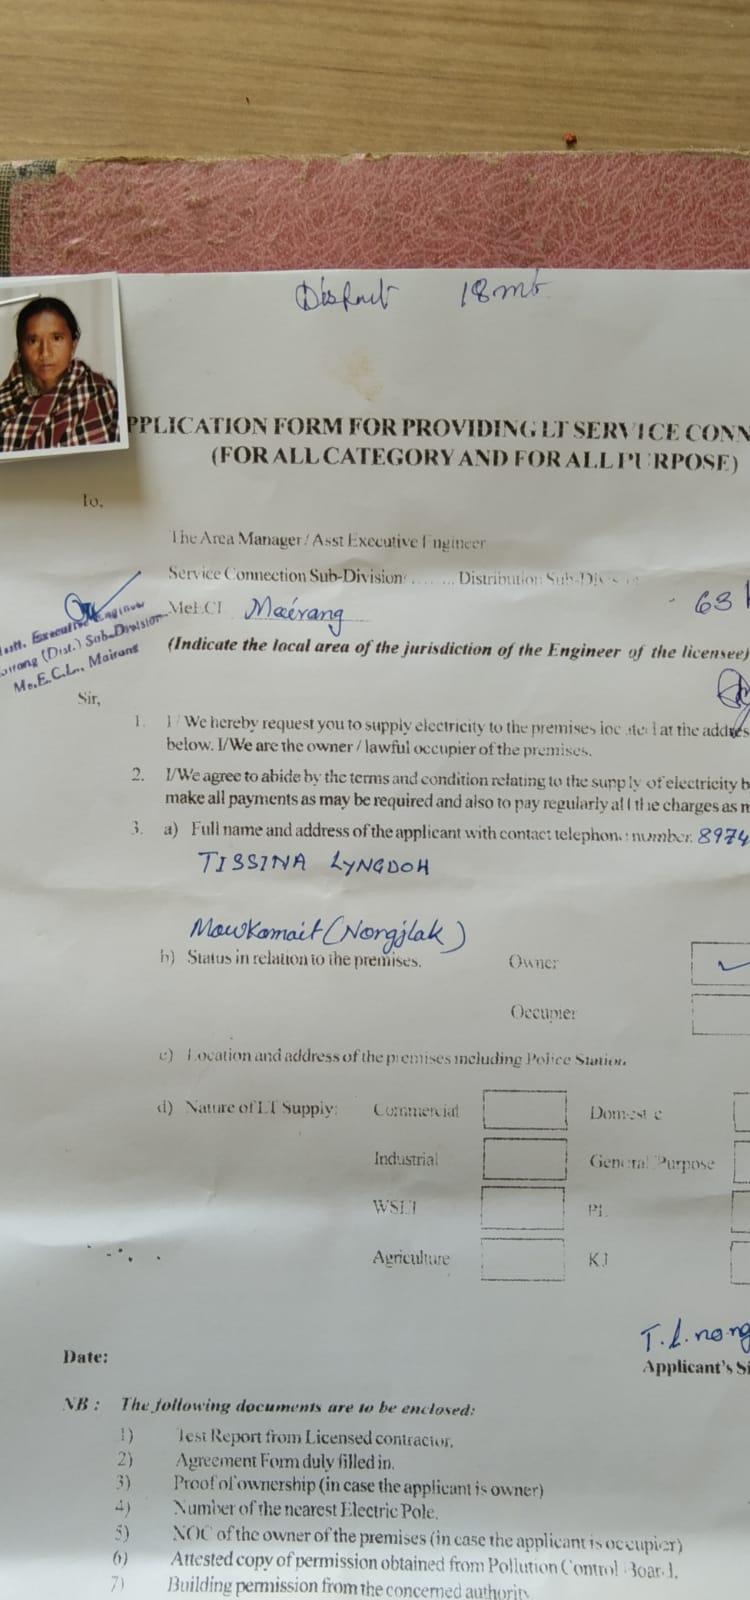 18 mt
PPLICATION FORM FOR PROVIDING LT SERVICE CONN
(FOR ALL CATEGORY AND FOR ALL PURPOSE)
To,
The Area Manager / Asst Executive Engineer
Service Connection Sub-Division/ ....... Distribution Sub-Division
MeECL Mairang
63
(Indicate the local area of the jurisdiction of the Engineer of the licensee)
Asstt. Executive Engineer
Mairang (Dist.) Sub-Division
Me.E.C.L., Mairang
Sir,
1. I / We hereby request you to supply electricity to the premises located at the addres
below. I/We are the owner / lawful occupier of the premises.
2. I/We agree to abide by the terms and condition relating to the supply of electricity b
make all payments as may be required and also to pay regularly all the charges as m
3. a) Full name and address of the applicant with contact telephone number. 8974
TISSINA LYNGDOH
Mawkamait (Nongjlak)
b) Status in relation to the premises. Owner
Occupier
c) Location and address of the premises including Police Station.
d) Nature of LT Supply: Commercial Domestic
Industrial General Purpose
WSLT PL
Agriculture KJ
T. L. nong
Date:
Applicant's Si
NB : The following documents are to be enclosed:
1) Test Report from Licensed contractor.
2) Agreement Form duly filled in.
3) Proof of ownership (in case the applicant is owner)
4) Number of the nearest Electric Pole.
5) NOC of the owner of the premises (in case the applicant is occupier)
6) Attested copy of permission obtained from Pollution Control Board.
7) Building permission from the concerned authority